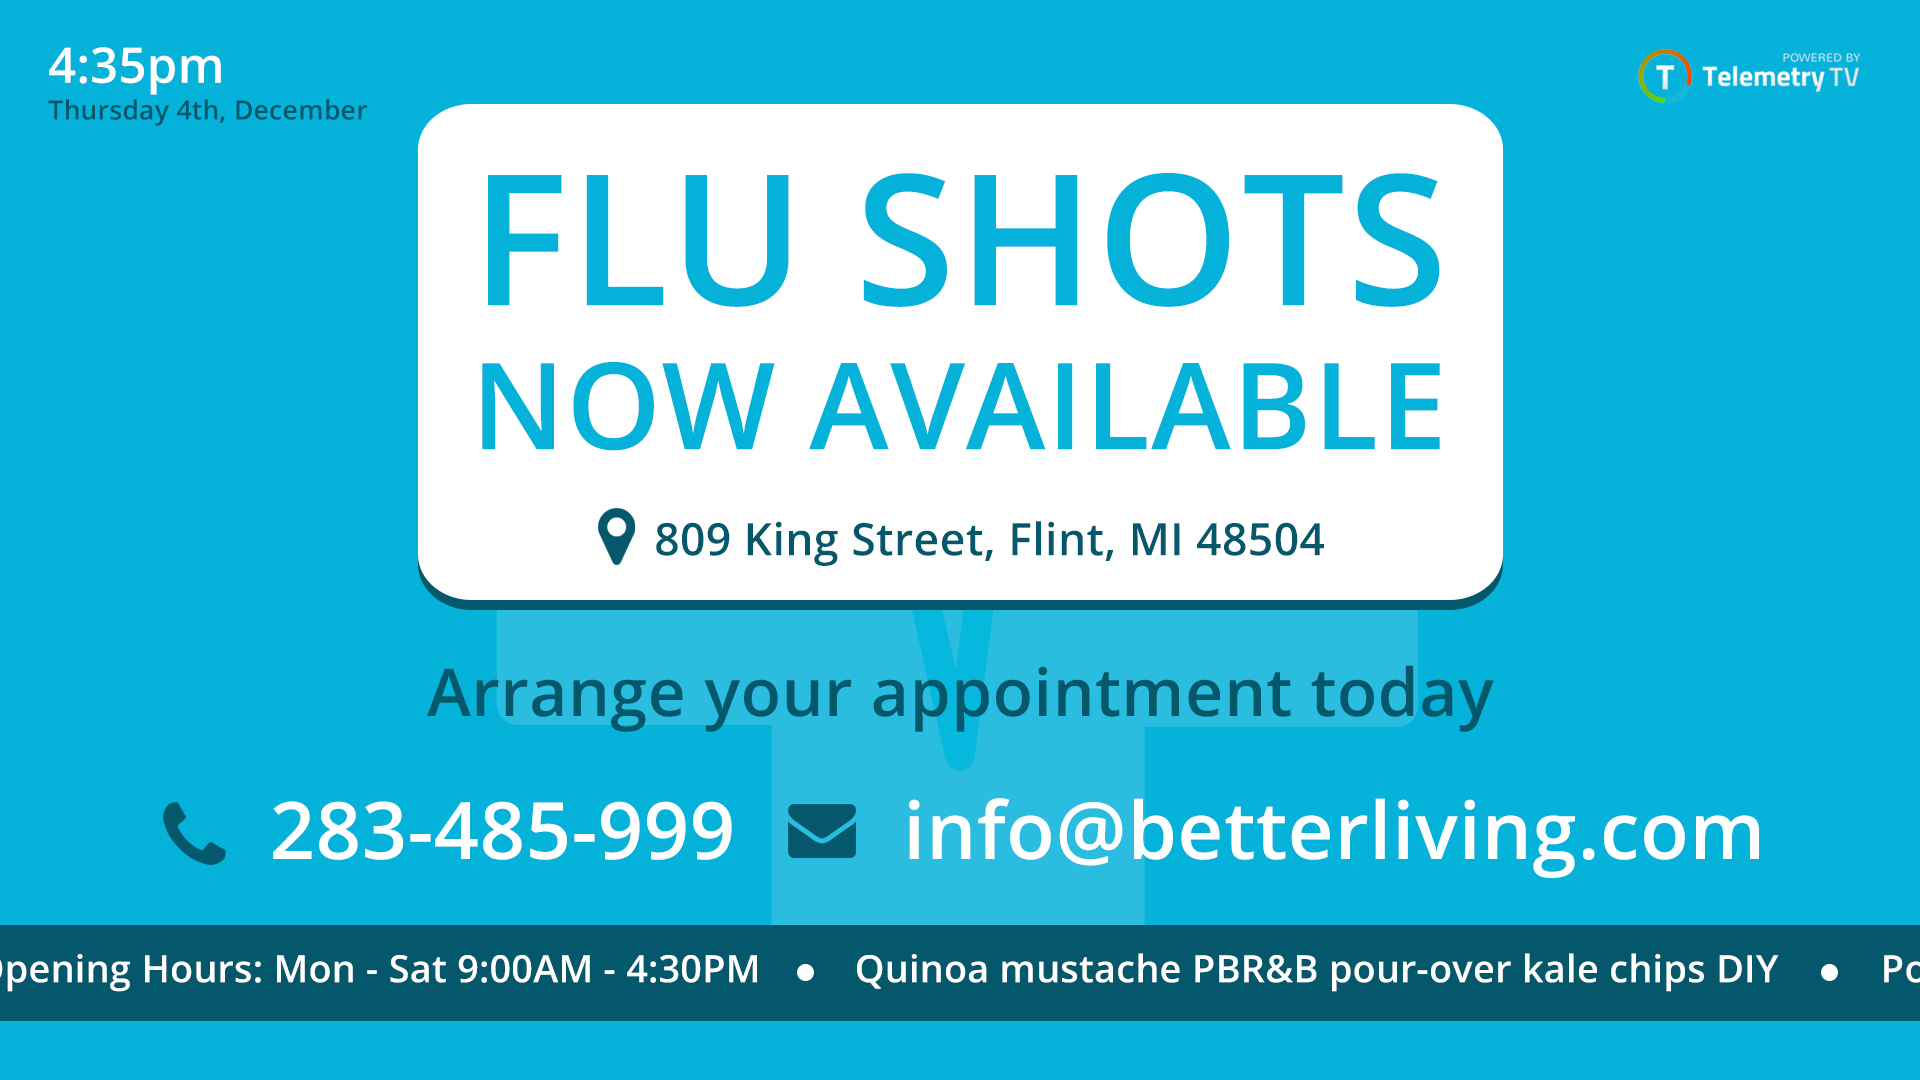 4:35pm
Thursday 4th, December
POWERED BY
T Telemetry TV
FLU SHOTS
NOW AVAILABLE
809 King Street, Flint, MI 48504
Arrange your appointment today
283-485-999 info@betterliving.com
pening Hours: Mon - Sat 9:00AM - 4:30PM ● Quinoa mustache PBR&B pour-over kale chips DIY ● Po